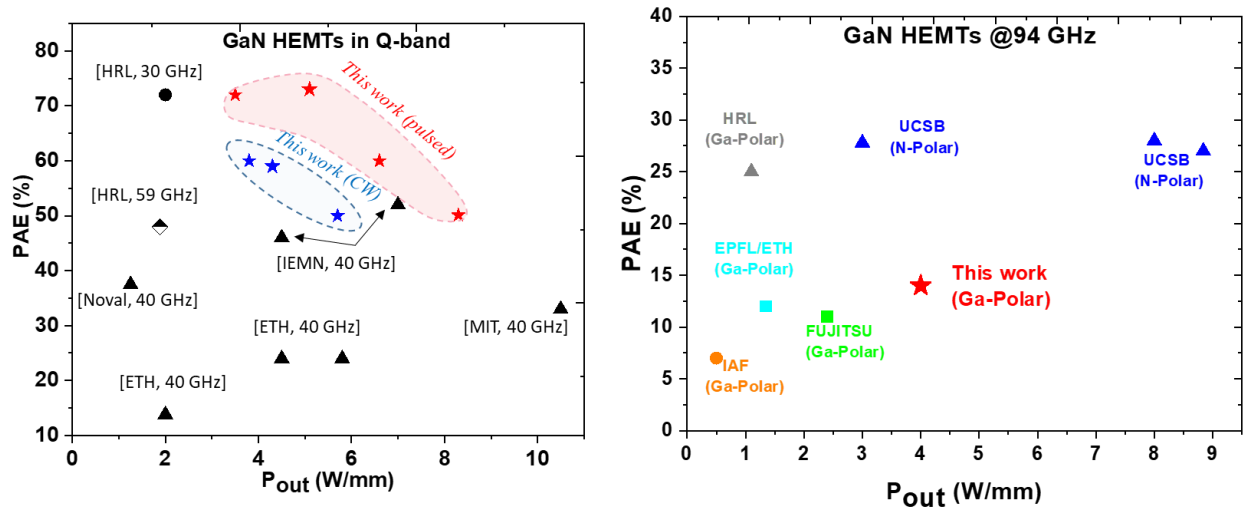 GaN HEMTs in Q-band
PAE (%)
80
70
60
50
40
30
20
10
[HRL, 30 GHz]
This work (pulsed)
This work (CW)
[HRL, 59 GHz]
[IEMN, 40 GHz]
[Noval, 40 GHz]
[ETH, 40 GHz]
[MIT, 40 GHz]
[ETH, 40 GHz]
0 2 4 6 8 10
Pout (W/mm)
GaN HEMTs @94 GHz
PAE (%)
40
35
30
25
20
15
10
5
0
HRL
(Ga-Polar)
UCSB
(N-Polar)
UCSB
(N-Polar)
EPFL/ETH
(Ga-Polar)
This work
(Ga-Polar)
FUJITSU
(Ga-Polar)
IAF
(Ga-Polar)
0 1 2 3 4 5 6 7 8 9
Pout (W/mm)